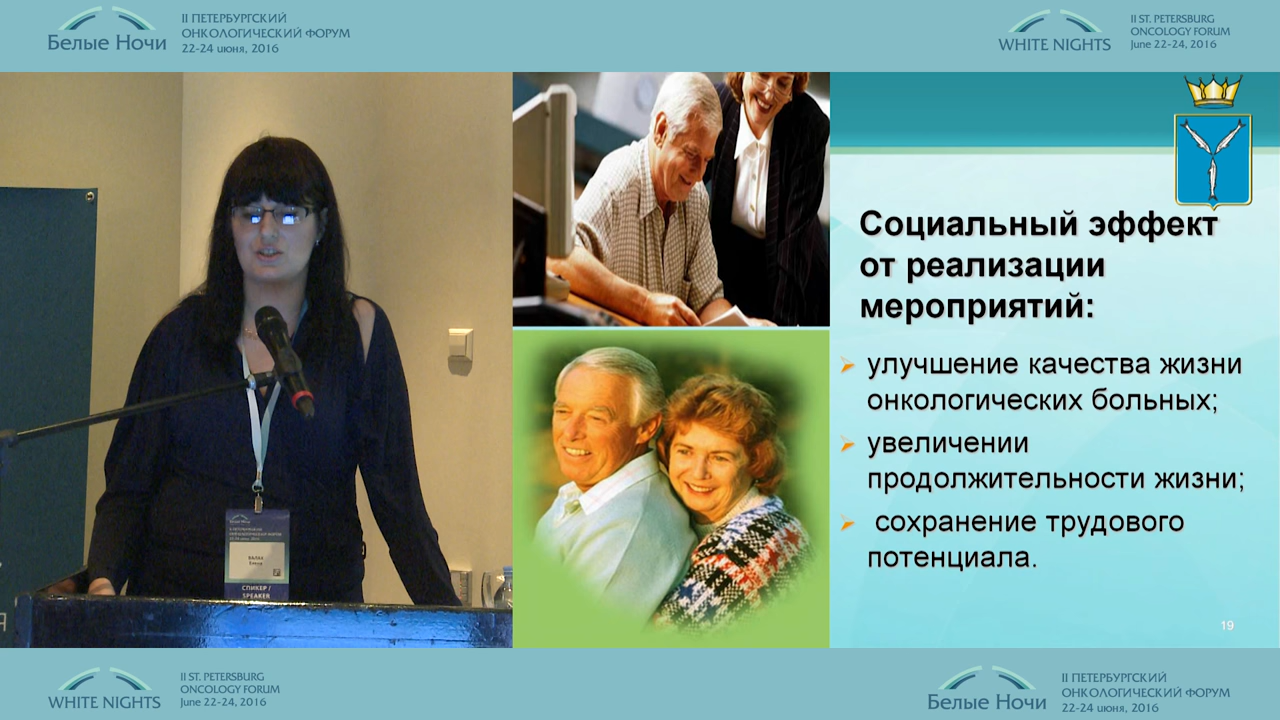 Белые Ночи
II ПЕТЕРБУРГСКИЙ
ОНКОЛОГИЧЕСКИЙ ФОРУМ
22-24 июня, 2016
WHITE NIGHTS
II ST. PETERSBURG
ONCOLOGY FORUM
June 22-24, 2016
Социальный эффект
от реализации
мероприятий:
улучшение качества жизни
онкологических больных;
увеличении
продолжительности жизни;
сохранение трудового
потенциала.
19
СПИКЕР /
SPEAKER
WHITE NIGHTS
II ST. PETERSBURG
ONCOLOGY FORUM
June 22-24, 2016
Белые Ночи
II ПЕТЕРБУРГСКИЙ
ОНКОЛОГИЧЕСКИЙ ФОРУМ
22-24 июня, 2016